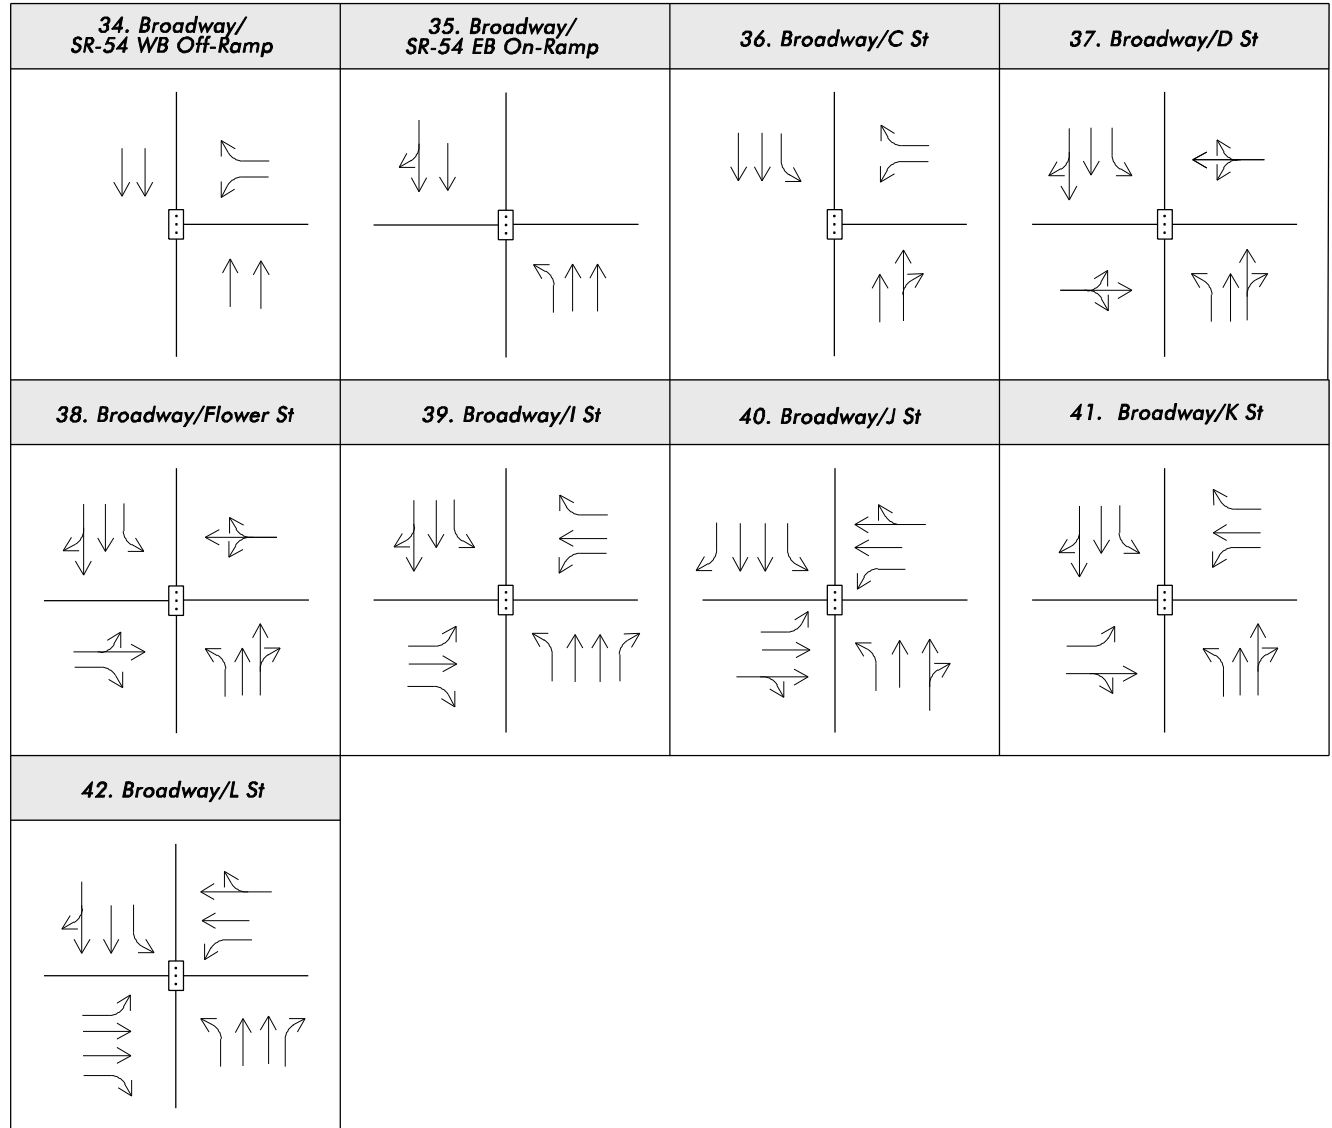 34. Broadway/
SR-54 WB Off-Ramp
35. Broadway/
SR-54 EB On-Ramp
36. Broadway/C St
37. Broadway/D St
38. Broadway/Flower St
39. Broadway/I St
40. Broadway/J St
41. Broadway/K St
42. Broadway/L St